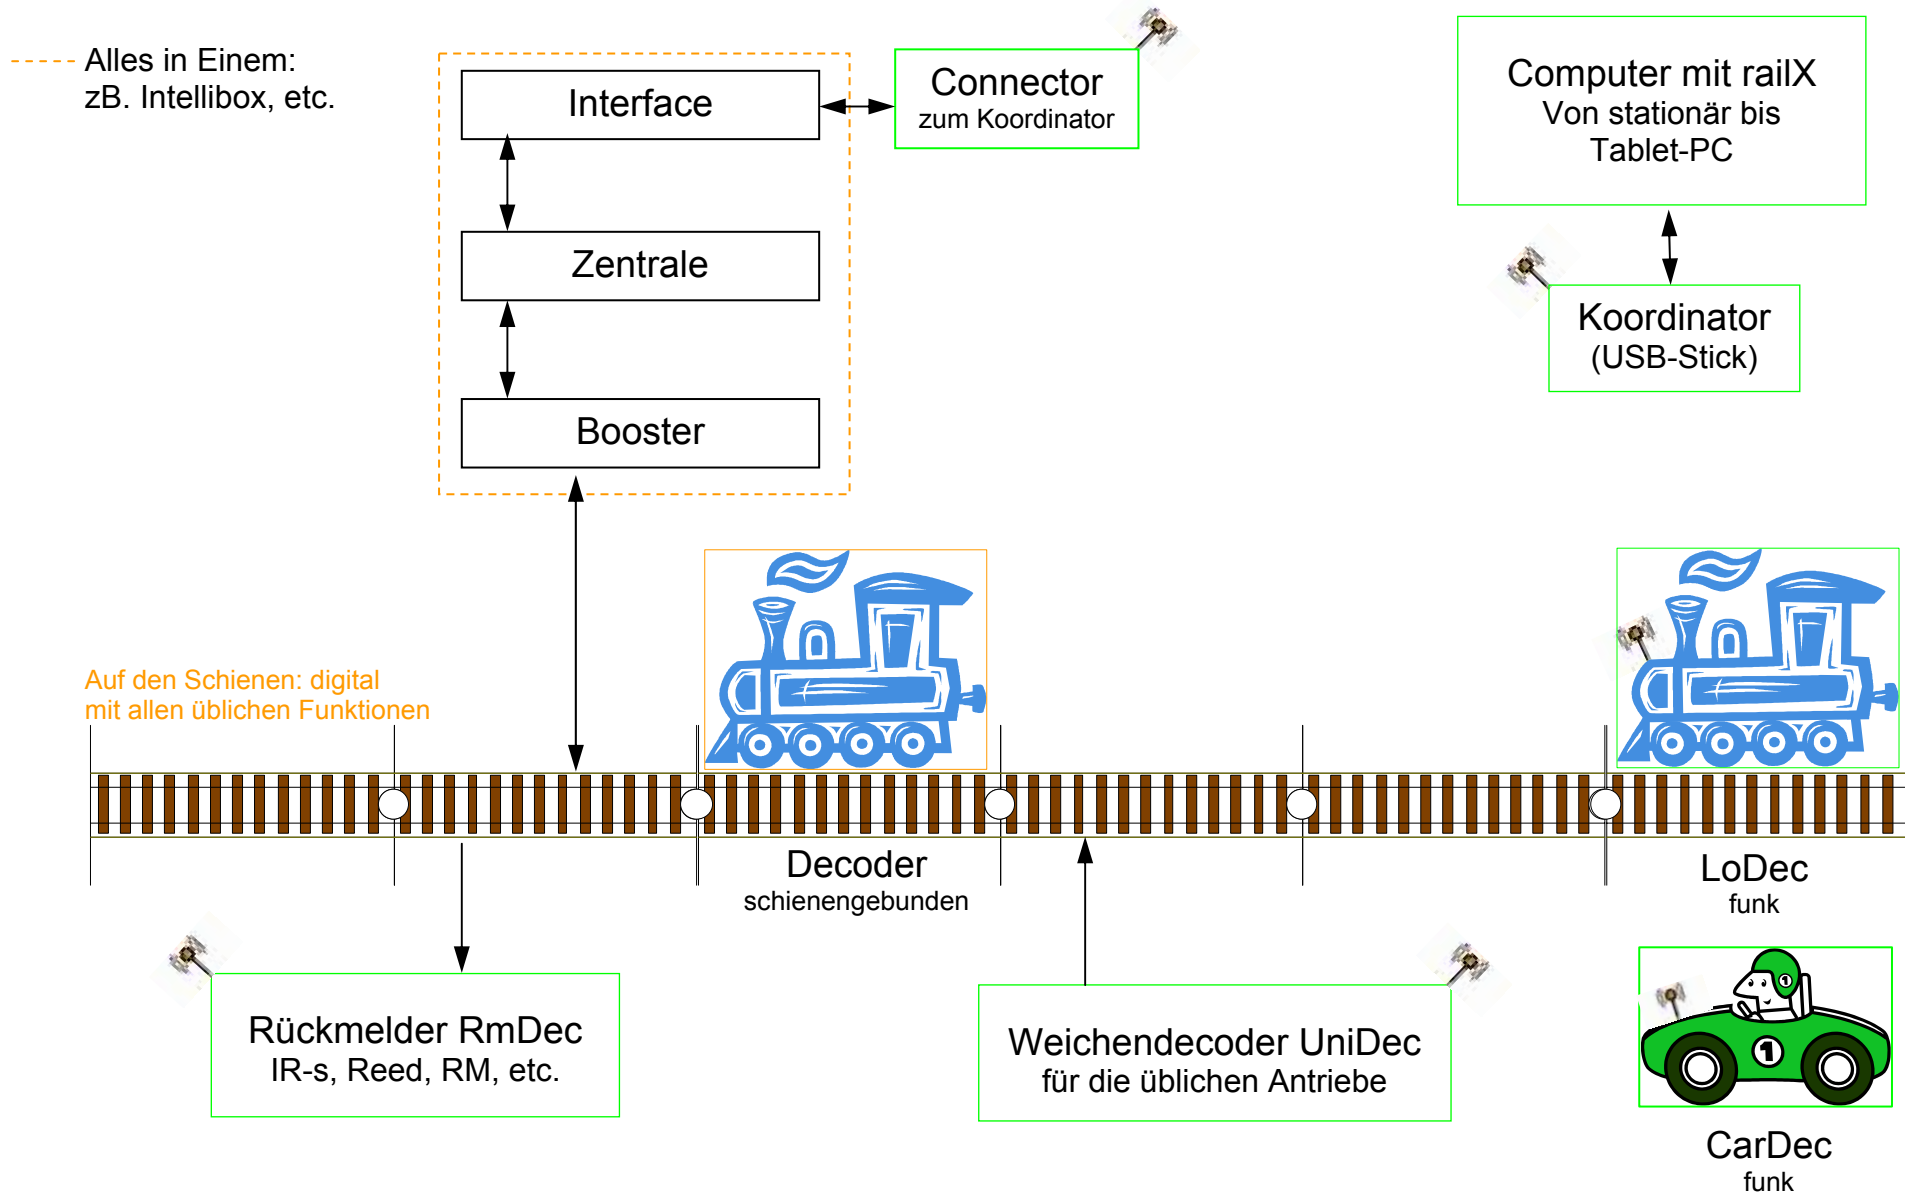 Alles in Einem:
zB. Intellibox, etc.
Interface
Connector
zum Koordinator
Computer mit railX
Von stationär bis
Tablet-PC
Zentrale
Koordinator
(USB-Stick)
Booster
Auf den Schienen: digital
mit allen üblichen Funktionen
Decoder
schienengebunden
LoDec
funk
Rückmelder RmDec
IR-s, Reed, RM, etc.
Weichendecoder UniDec
für die üblichen Antriebe
1
1
CarDec
funk